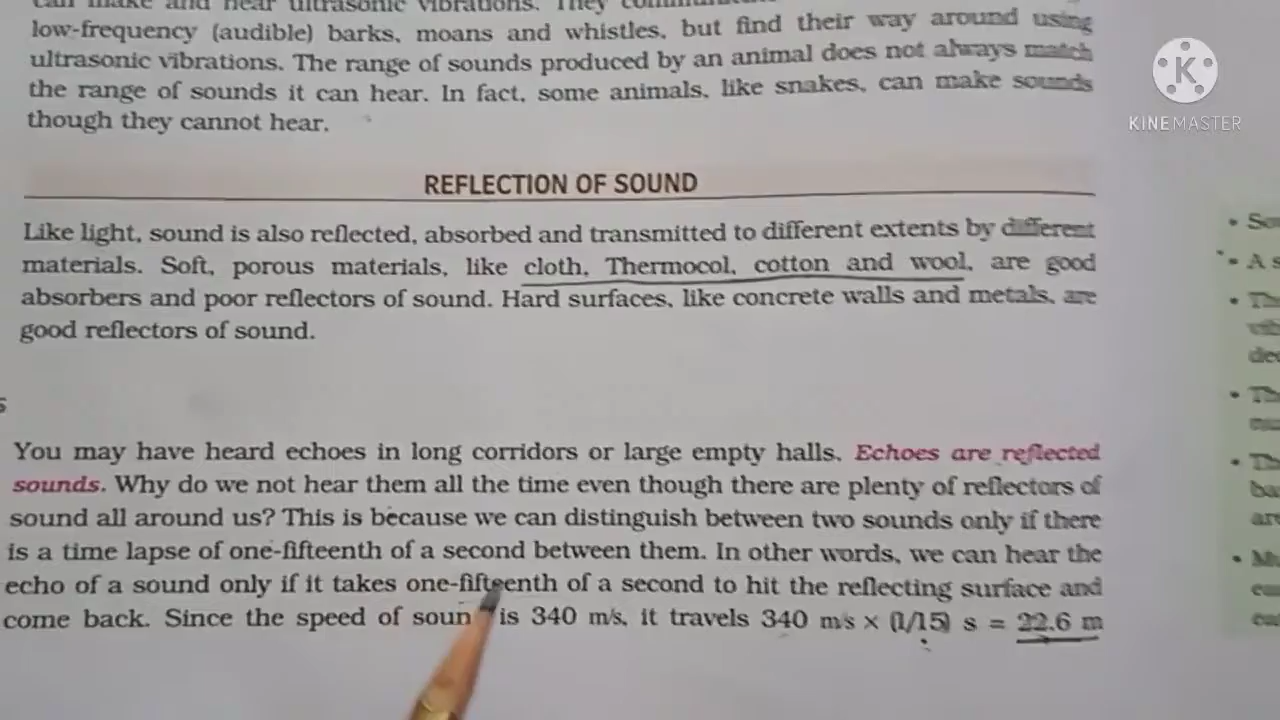 can make and hear ultrasonic vibrations. They
low-frequency (audible) barks, moans and whistles, but find their way around using
ultrasonic vibrations. The range of sounds produced by an animal does not always match
the range of sounds it can hear. In fact, some animals, like snakes, can make sounds
though they cannot hear.
KINEMASTER
REFLECTION OF SOUND
Like light, sound is also reflected, absorbed and transmitted to different extents by different
materials. Soft, porous materials, like cloth, Thermocol, cotton and wool, are good
absorbers and poor reflectors of sound. Hard surfaces, like concrete walls and metals, are
good reflectors of sound.
You may have heard echoes in long corridors or large empty halls. Echoes are reflected
sounds. Why do we not hear them all the time even though there are plenty of reflectors of
sound all around us? This is because we can distinguish between two sounds only if there
is a time lapse of one-fifteenth of a second between them. In other words, we can hear the
echo of a sound only if it takes one-fifteenth of a second to hit the reflecting surface and
come back. Since the speed of soun is 340 m/s, it travels 340 m/s × (1/15) s = 22.6 m
• A s